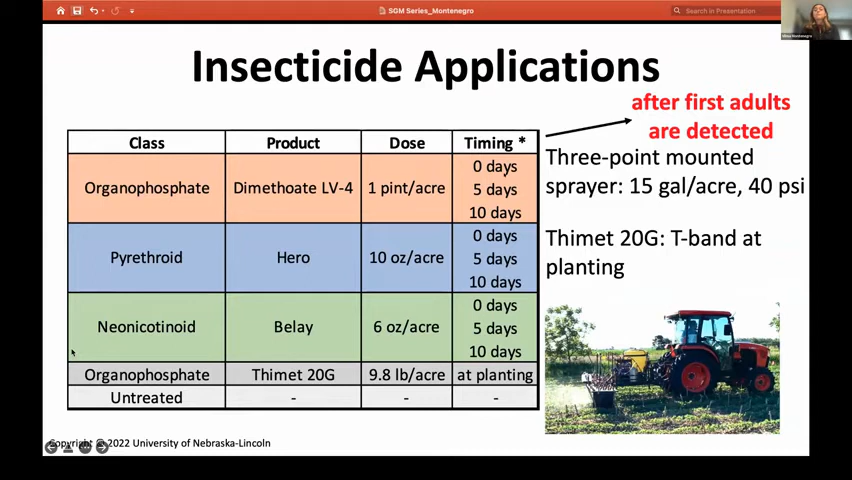 SGM Series_Montenegro
Search in Presentation
Insecticide Applications
after first adults
are detected
Class Product Dose Timing *
Organophosphate Dimethoate LV-4 1 pint/acre 0 days
5 days
10 days
Pyrethroid Hero 10 oz/acre 0 days
5 days
10 days
Neonicotinoid Belay 6 oz/acre 0 days
5 days
10 days
Organophosphate Thimet 20G 9.8 lb/acre at planting
Untreated - - -
Three-point mounted
sprayer: 15 gal/acre, 40 psi
Thimet 20G: T-band at
planting
Copyright © 2022 University of Nebraska-Lincoln